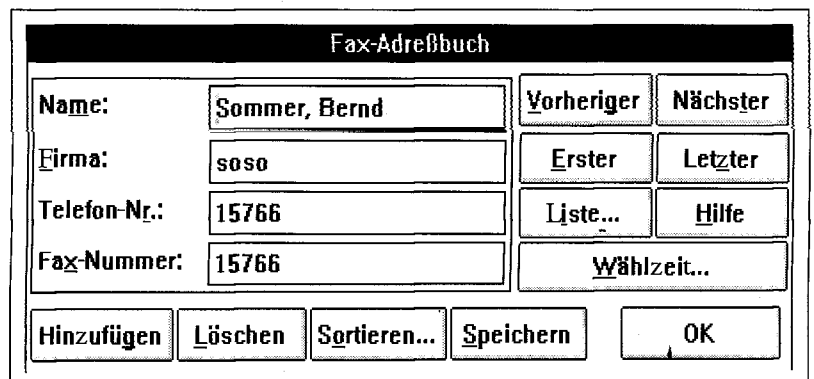 Fax-Adreßbuch
Name: Sommer, Bernd Vorheriger Nächster
Firma: soso Erster Letzter
Telefon-Nr.: 15766 Liste... Hilfe
Fax-Nummer: 15766 Wählzeit...
Hinzufügen Löschen Sortieren... Speichern OK